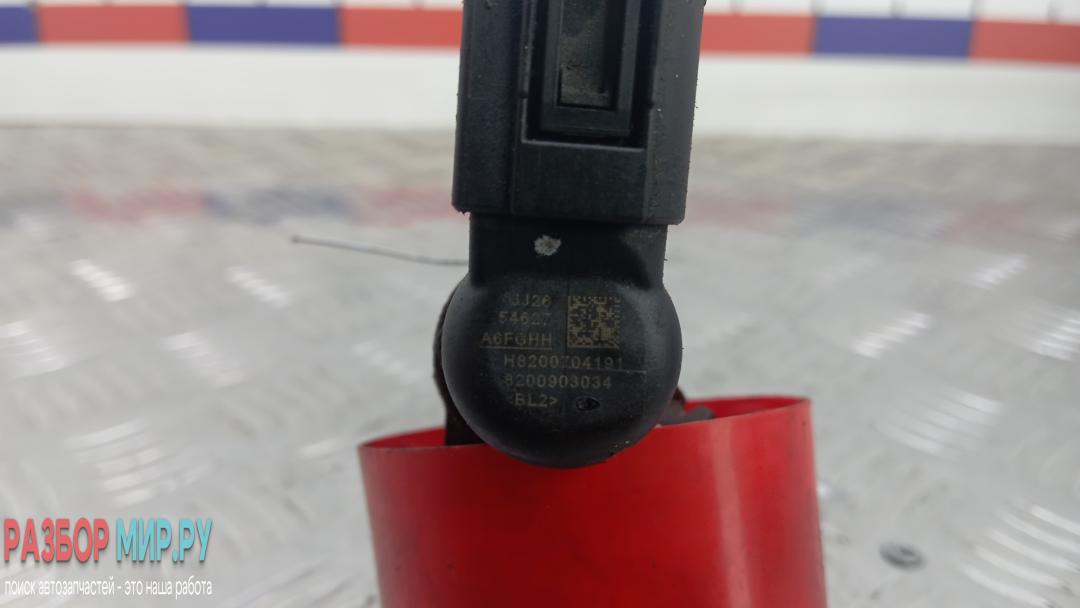 JJ26
54627
A6FGHH
H8200704191
8200903034
<BL2>
РАЗБОР МИР.РУ
поиск автозапчастей - это наша работа